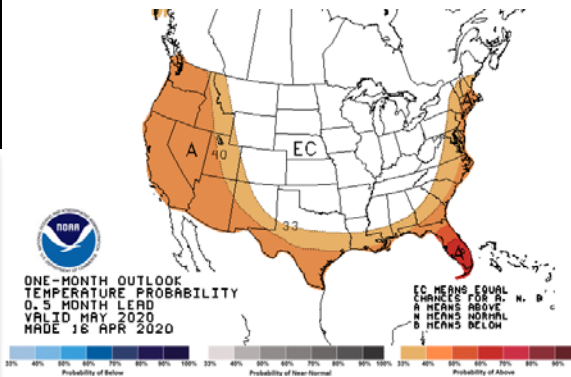 A
40
EC
33
A
A
NOAA
ONE-MONTH OUTLOOK
TEMPERATURE PROBABILITY
0.5 MONTH LEAD
VALID MAY 2020
MADE 16 APR 2020
EC MEANS EQUAL
CHANCES FOR A, N, B
A MEANS ABOVE
N MEANS NORMAL
B MEANS BELOW
33% 40% 50% 60% 70% 80% 90% 100%
Probability of Below
33% 40% 50% 60% 70% 80% 90% 100%
Probability of Near-Normal
33% 40% 50% 60% 70% 80% 90%
Probability of Above